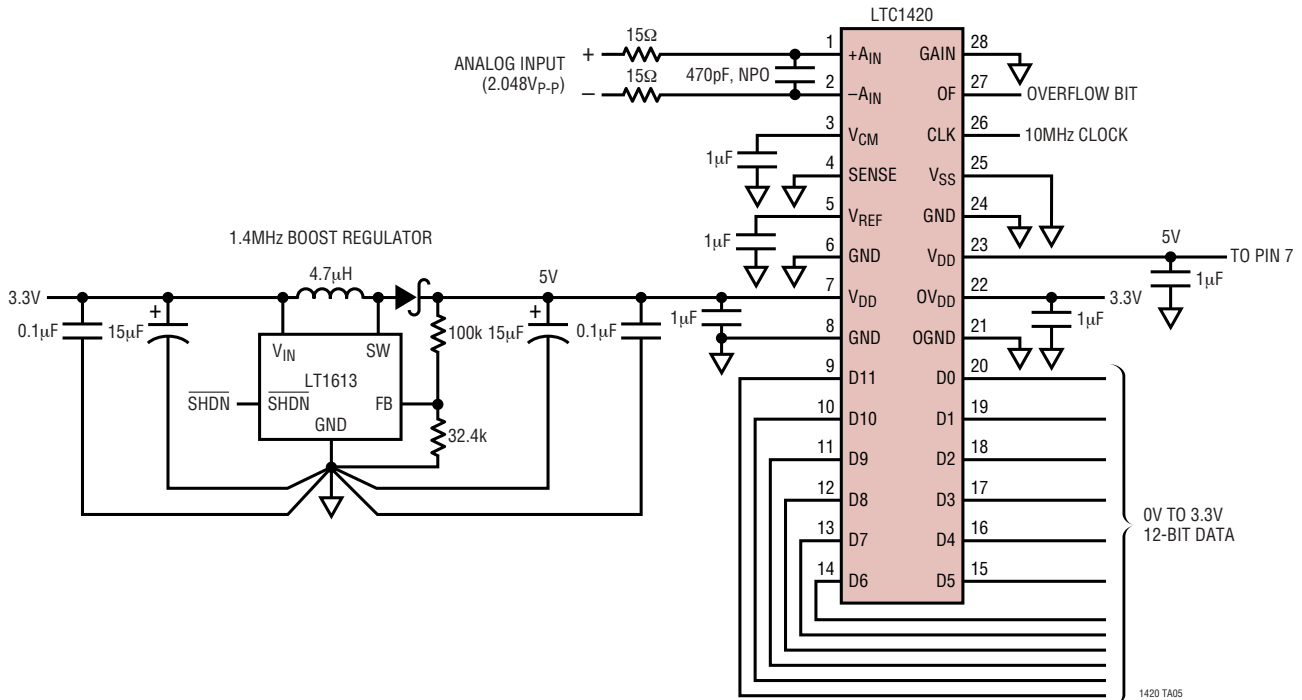 LTC1420
ANALOG INPUT
(2.048VP-P)
+
15Ω
−
15Ω
470pF, NPO
1 +AIN
2 −AIN
3 VCM
1µF
4 SENSE
5 VREF
1µF
6 GND
7 VDD
8 GND
9 D11
10 D10
11 D9
12 D8
13 D7
14 D6
GAIN 28
OF 27 OVERFLOW BIT
CLK 26 10MHz CLOCK
VSS 25
GND 24
VDD 23 5V TO PIN 7
1µF
OVDD 22 3.3V
1µF
OGND 21
D0 20
D1 19
D2 18
D3 17
D4 16
D5 15
0V TO 3.3V
12-BIT DATA
1.4MHz BOOST REGULATOR
3.3V
4.7µH
5V
0.1µF
+
15µF
VIN
SW
LT1613
SHDN
SHDN
FB
GND
100k
32.4k
+
15µF
0.1µF
1µF
1420 TA05